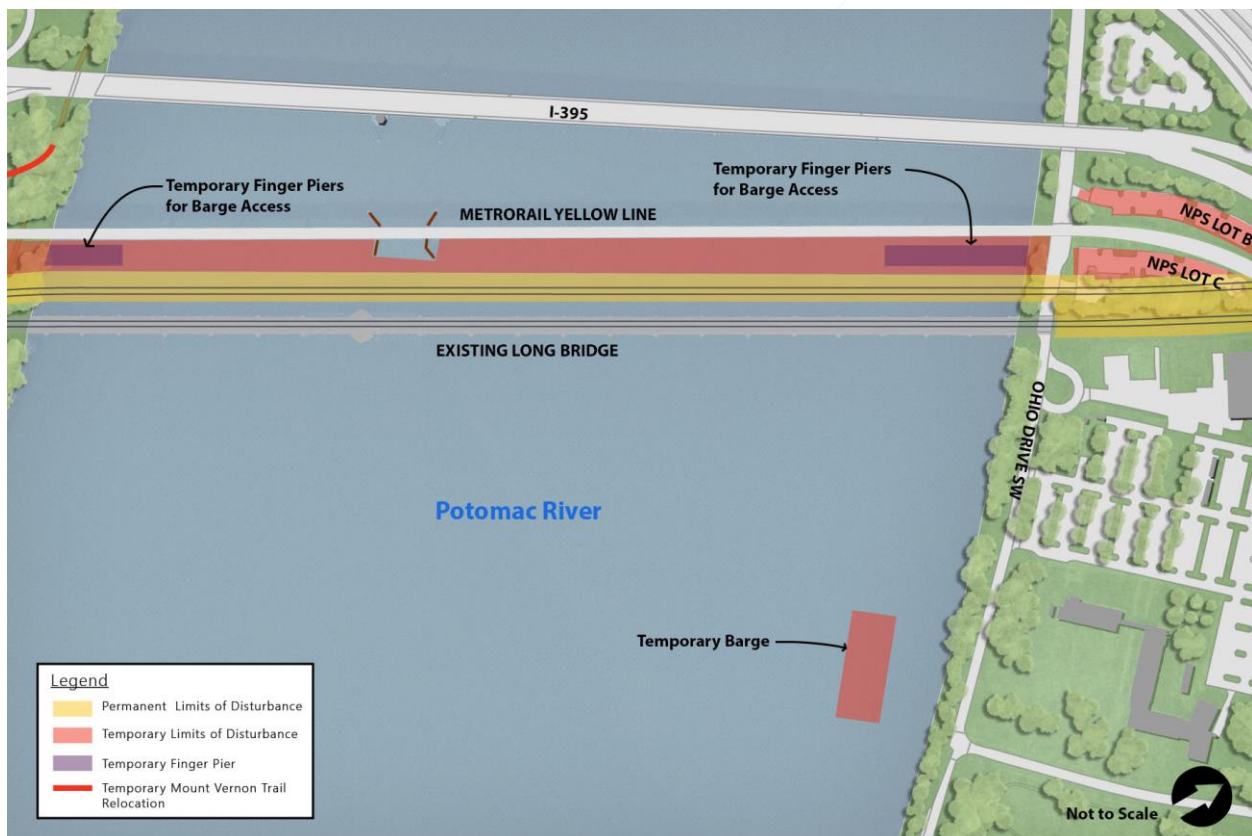 I-395
Temporary Finger Piers
for Barge Access
Temporary Finger Piers
for Barge Access
METRORAIL YELLOW LINE
NPS LOT B
NPS LOT C
EXISTING LONG BRIDGE
OHIO DRIVE SW
Potomac River
Temporary Barge
Legend
Permanent Limits of Disturbance
Temporary Limits of Disturbance
Temporary Finger Pier
Temporary Mount Vernon Trail
Relocation
Not to Scale